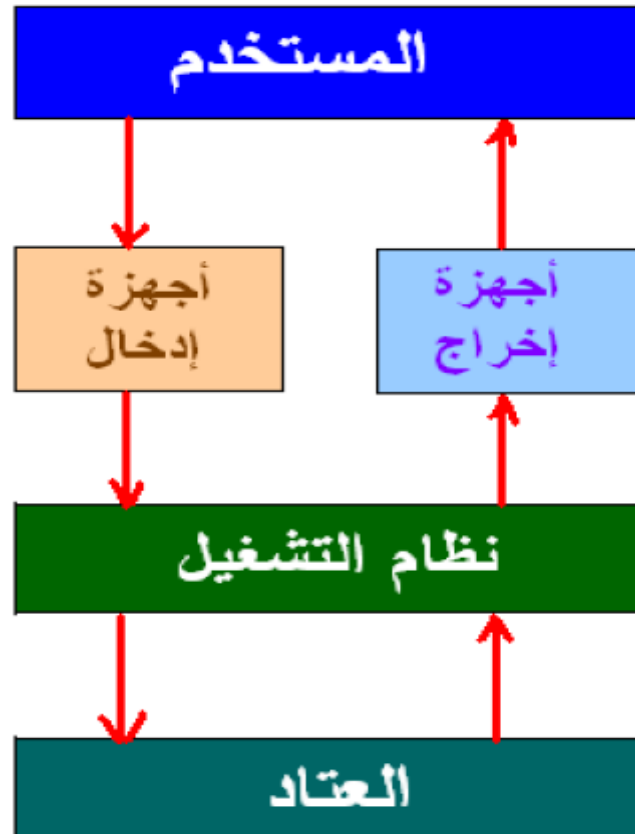 المستخدم
أجهزة
إخراج
أجهزة
إدخال
نظام التشغيل
العتاد